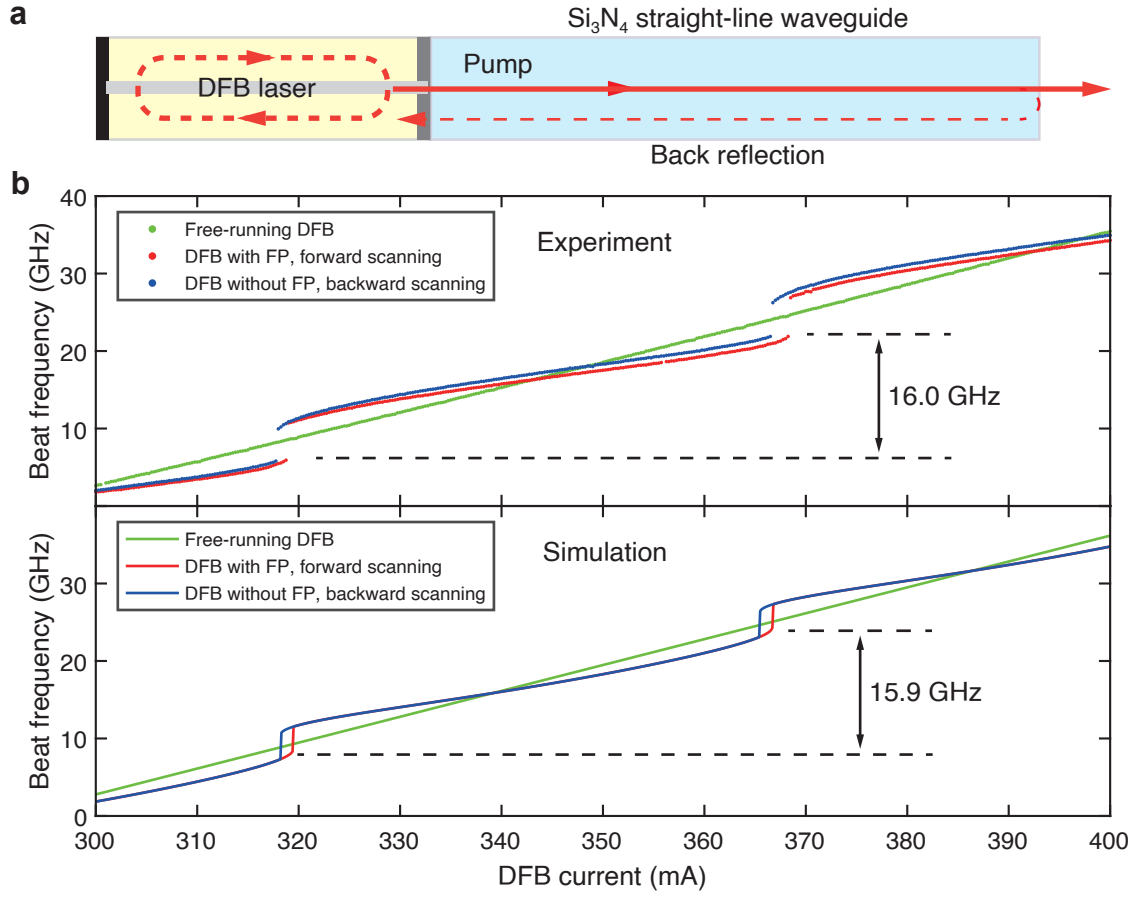 a
Si₃N₄ straight-line waveguide
DFB laser
Pump
Back reflection
b
Beat frequency (GHz)
40
30
20
10
Free-running DFB
DFB with FP, forward scanning
DFB without FP, backward scanning
Experiment
16.0 GHz
Beat frequency (GHz)
30
20
10
0
Free-running DFB
DFB with FP, forward scanning
DFB without FP, backward scanning
Simulation
15.9 GHz
300 310 320 330 340 350 360 370 380 390 400
DFB current (mA)